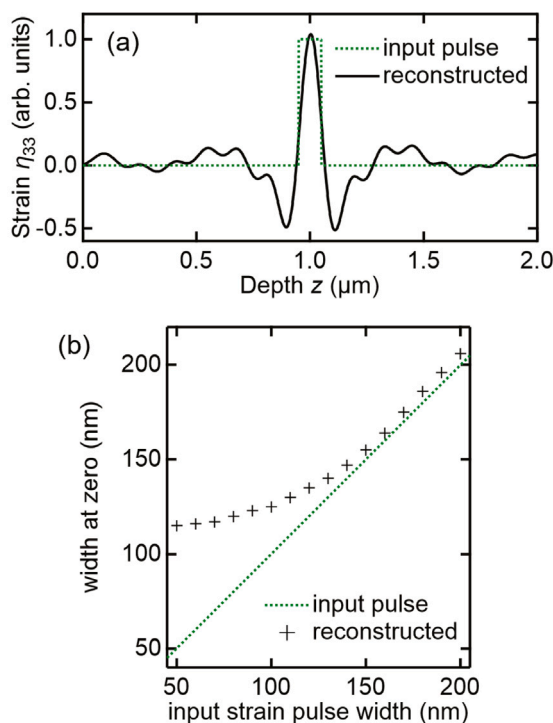 (a)
input pulse
reconstructed
Strain η33 (arb. units)
1.0
0.5
0.0
-0.5
0.0
0.5
1.0
1.5
2.0
Depth z (μm)
(b)
width at zero (nm)
200
150
100
50
input pulse
reconstructed
50
100
150
200
input strain pulse width (nm)